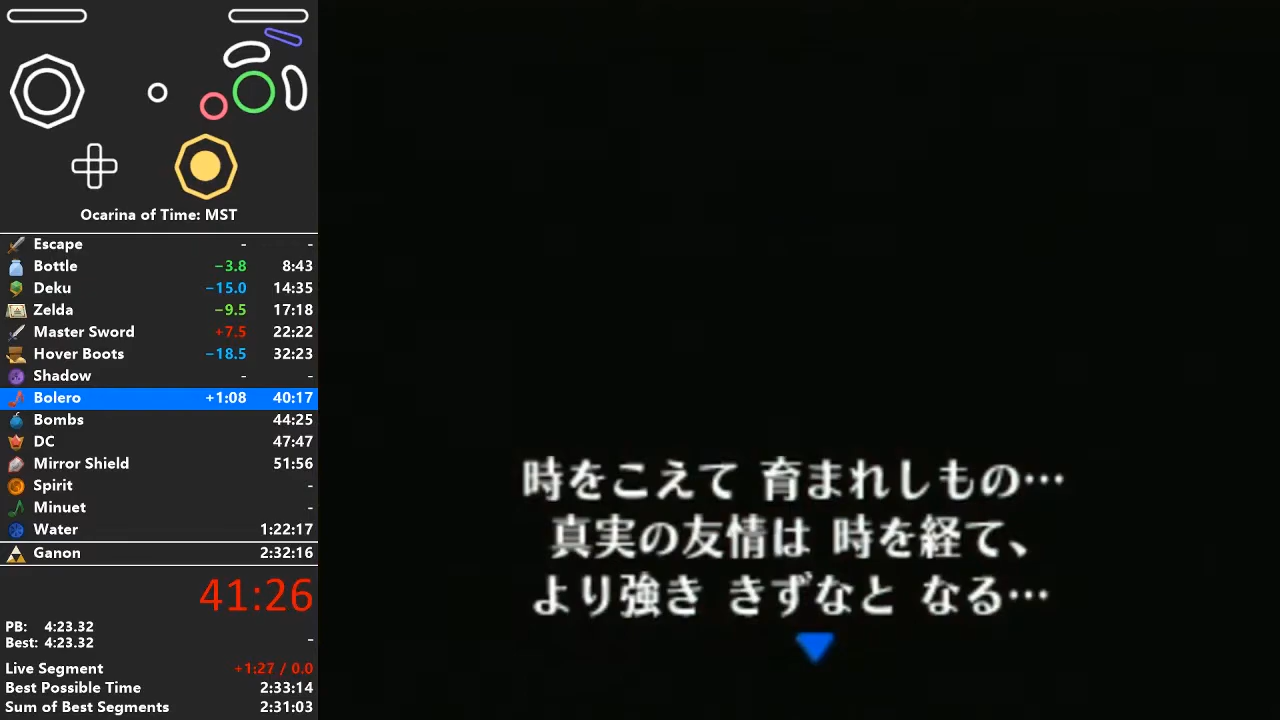 Ocarina of Time: MST
Escape - -
Bottle −3.8 8:43
Deku −15.0 14:35
Zelda −9.5 17:18
Master Sword +7.5 22:22
Hover Boots −18.5 32:23
Shadow - -
Bolero +1:08 40:17
Bombs 44:25
DC 47:47
Mirror Shield 51:56
Spirit -
Minuet -
Water 1:22:17
Ganon 2:32:16
41:26
PB: 4:23.32
Best: 4:23.32 -
Live Segment +1:27 / 0.0
Best Possible Time 2:33:14
Sum of Best Segments 2:31:03
時をこえて 育まれしもの…
真実の友情は 時を経て、
より強き きずなと なる…